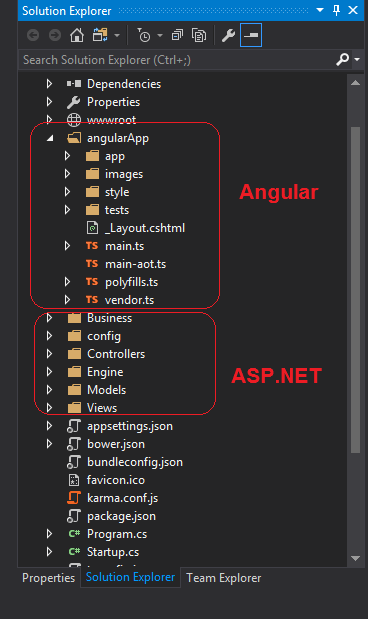 Solution Explorer
Search Solution Explorer (Ctrl+;)
Dependencies
Properties
wwwroot
angularApp
app
images
style
tests
_Layout.cshtml
TS main.ts
TS main-aot.ts
TS polyfills.ts
TS vendor.ts
Angular
Business
config
Controllers
Engine
Models
Views
ASP.NET
appsettings.json
bower.json
bundleconfig.json
favicon.ico
karma.conf.js
package.json
C# Program.cs
C# Startup.cs
Properties Solution Explorer Team Explorer